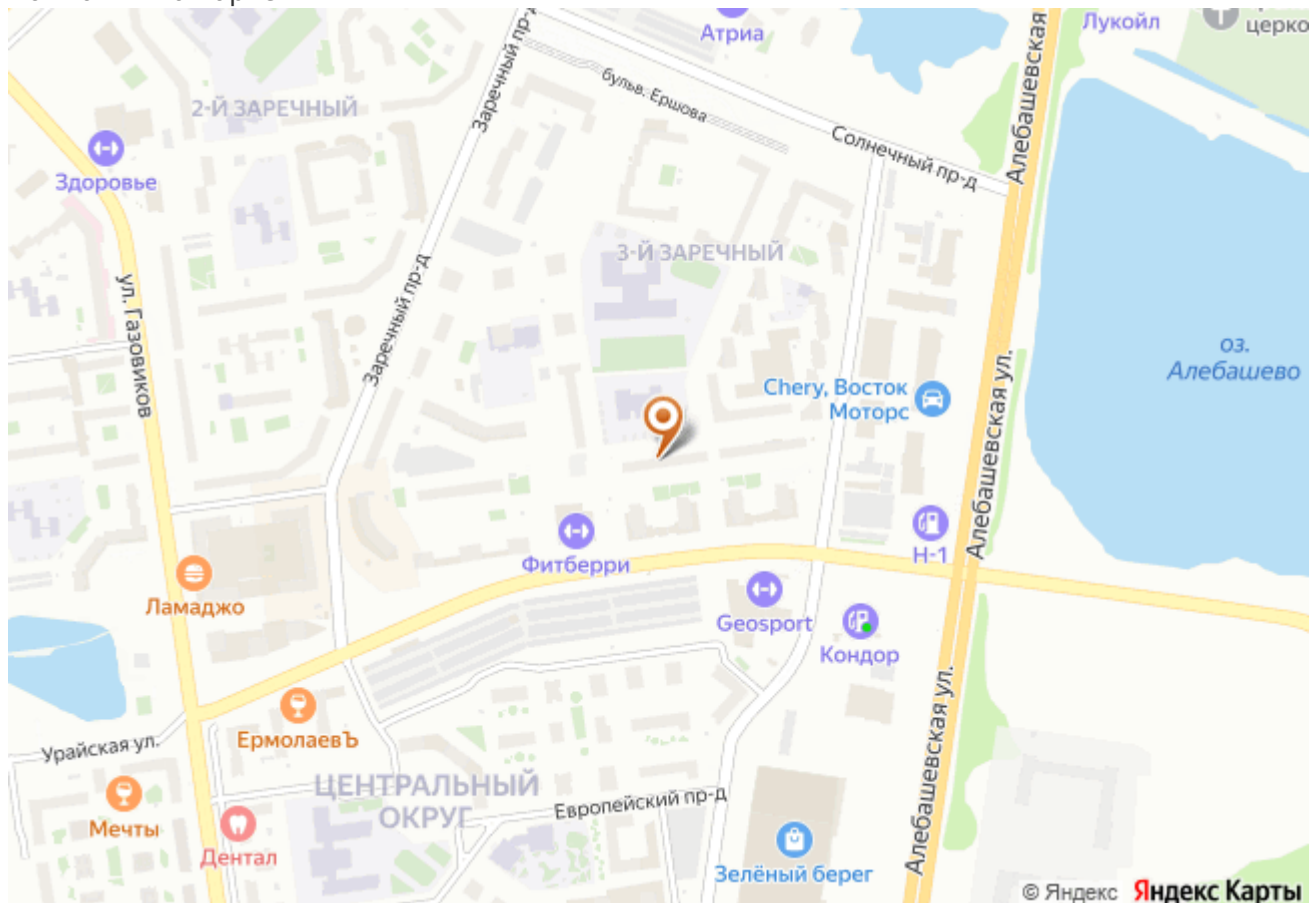 Атриа
Лукойл
церко
2-Й ЗАРЕЧНЫЙ
Заречный пр-д
бульв. Ершова
Солнечный пр-д
Алебашевская
Здоровье
3-Й ЗАРЕЧНЫЙ
ул. Газовиков
Заречный пр-д
оз.
Алебашево
Chery, Восток
Моторс
Алебашевская ул.
Фитберри
Н-1
Ламаджо
Geosport
Кондор
ЕрмолаевЪ
Урайская ул.
Алебашевская ул.
ЦЕНТРАЛЬНЫЙ
ОКРУГ
Европейский пр-д
Мечты
Дентал
Зелёный берег
© Яндекс Яндекс Карты